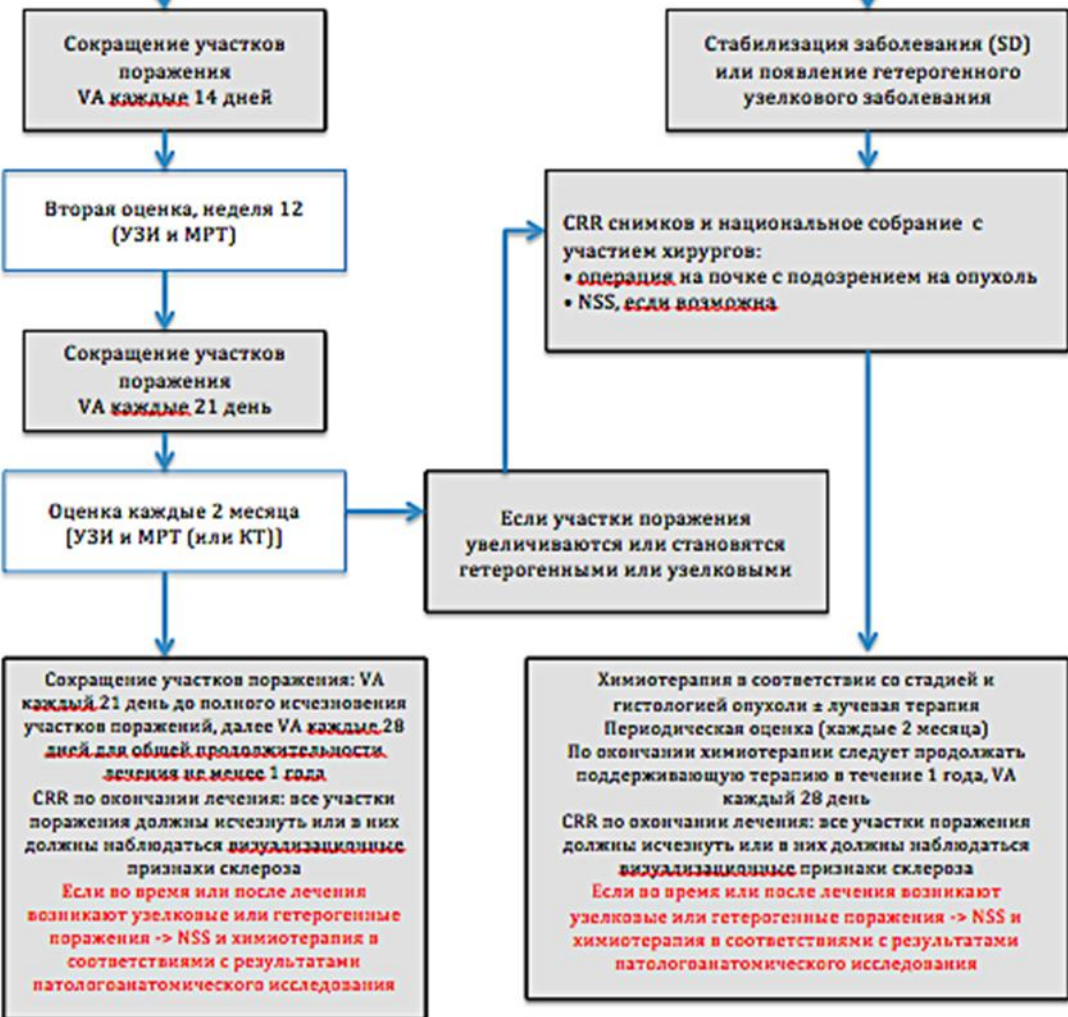 Сокращение участков
поражения
VA каждые 14 дней
Стабилизация заболевания (SD)
или появление гетерогенного
узелкового заболевания
Вторая оценка, неделя 12
(УЗИ и МРТ)
CRR снимков и национальное собрание с
участием хирургов:
• операция на почке с подозрением на опухоль
• NSS, если возможна
Сокращение участков
поражения
VA каждые 21 день
Оценка каждые 2 месяца
[УЗИ и МРТ (или КТ)]
Если участки поражения
увеличиваются или становятся
гетерогенными или узелковыми
Сокращение участков поражения: VA
каждый 21 день до полного исчезновения
участков поражений, далее VA каждые 28
дней для общей продолжительности
лечения не менее 1 года
CRR по окончании лечения: все участки
поражения должны исчезнуть или в них
должны наблюдаться визуализационные
признаки склероза
Если во время или после лечения
возникают узелковые или гетерогенные
поражения -> NSS и химиотерапия в
соответствиями с результатами
патологоанатомического исследования
Химиотерапия в соответствии со стадией и
гистологией опухоли ± лучевая терапия
Периодическая оценка (каждые 2 месяца)
По окончании химиотерапии следует продолжать
поддерживающую терапию в течение 1 года, VA
каждый 28 день
CRR по окончании лечения: все участки поражения
должны исчезнуть или в них должны наблюдаться
визуализационные признаки склероза
Если во время или после лечения возникают
узелковые или гетерогенные поражения -> NSS и
химиотерапия в соответствии с результатами
патологоанатомического исследования